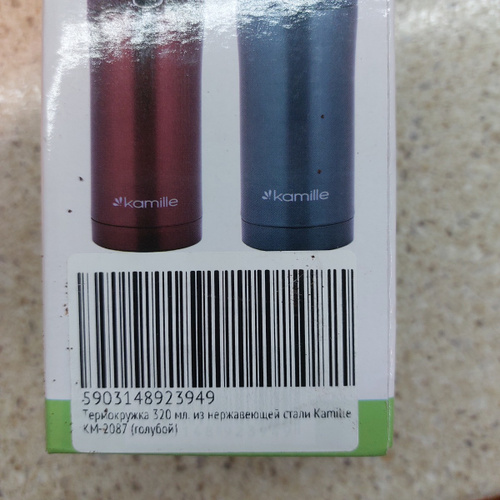 kamille
kamille
5903148923949
Термокружка 320 мл. из нержавеющей стали Kamille
KM-2087 (голубой)